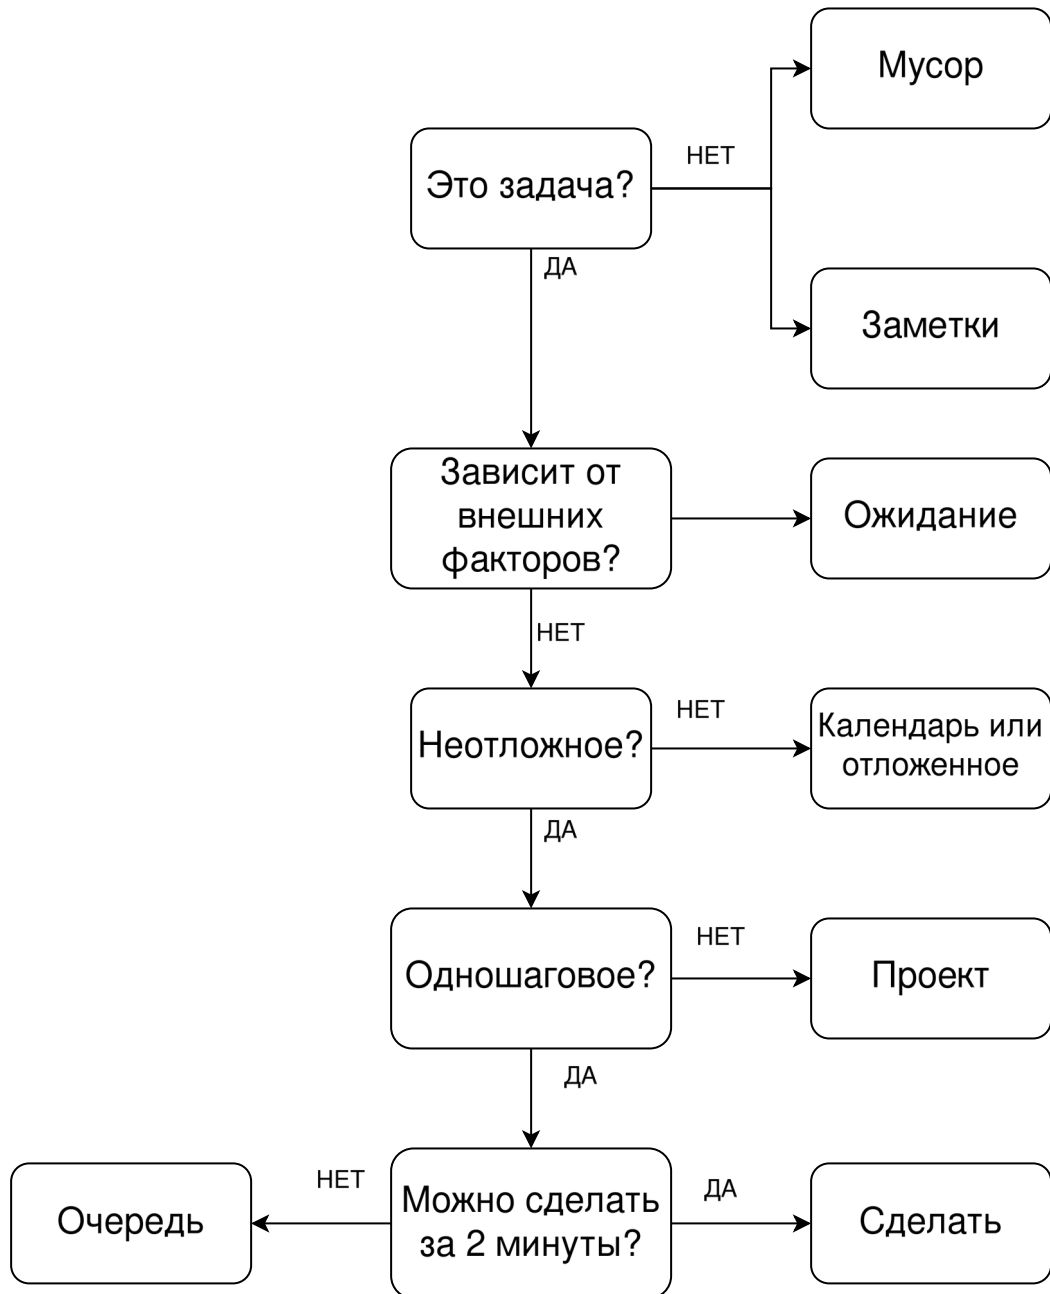 Мусор
НЕТ
Это задача?
ДА
Заметки
Зависит от
внешних
факторов?
Ожидание
НЕТ
НЕТ
Неотложное?
Календарь или
отложенное
ДА
НЕТ
Одношаговое?
Проект
ДА
НЕТ
ДА
Очередь
Можно сделать
за 2 минуты?
Сделать